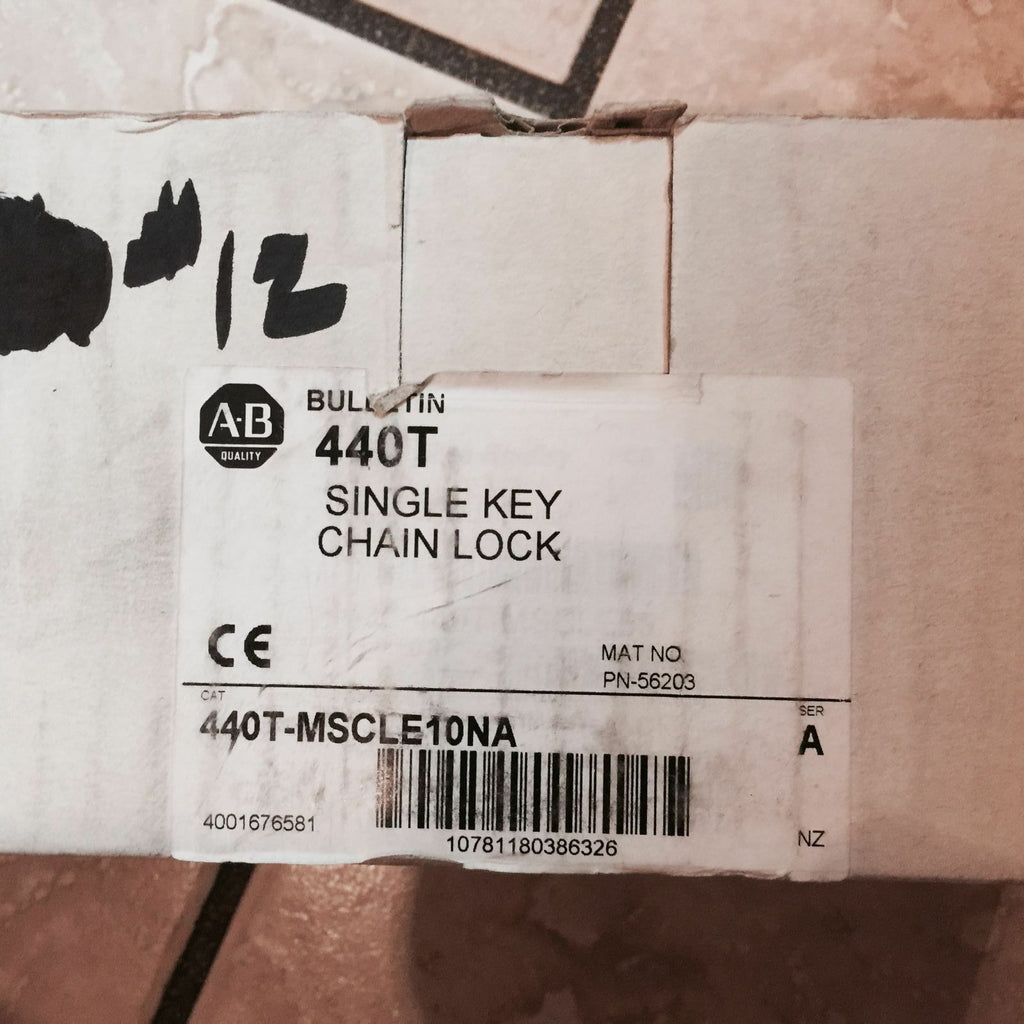 #12
A-B
QUALITY
BULLETIN
440T
SINGLE KEY
CHAIN LOCK
CE
MAT NO
PN-56203
CAT
440T-MSCLE10NA
SER
A
4001676581
10781180386326
NZ